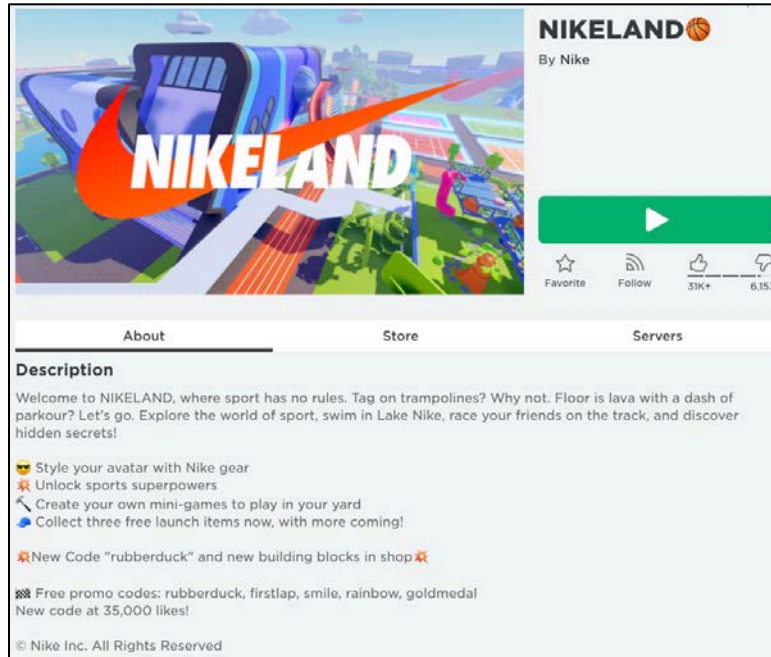 NIKELAND
NIKELAND🏀
By Nike
Favorite
Follow
31K+
About
Store
Servers
Description
Welcome to NIKELAND, where sport has no rules. Tag on trampolines? Why not. Floor is lava with a dash of
parkour? Let's go. Explore the world of sport, swim in Lake Nike, race your friends on the track, and discover
hidden secrets!
😎 Style your avatar with Nike gear
💥 Unlock sports superpowers
🔨 Create your own mini-games to play in your yard
🧢 Collect three free launch items now, with more coming!
💥New Code "rubberduck" and new building blocks in shop💥
🏁 Free promo codes: rubberduck, firstlap, smile, rainbow, goldmedal
New code at 35,000 likes!
© Nike Inc. All Rights Reserved